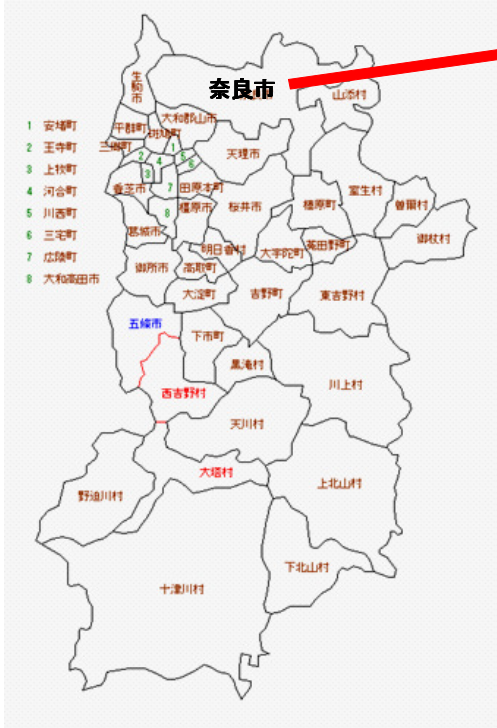 生駒市
奈良市
山添村
1 安堵町
2 王寺町
3 上牧町
4 河合町
5 川西町
6 三宅町
7 広陵町
8 大和高田市
平群町
大和郡山市
斑鳩町
三郷町
1
2
3
4
5
6
7
8
天理市
香芝市
田原本町
橿原市
桜井市
榛原町
室生村
曽爾村
御杖村
葛城市
明日香村
大宇陀町
菟田野町
御所市
高取町
大淀町
吉野町
東吉野村
五條市
下市町
黒滝村
川上村
西吉野村
天川村
大塔村
上北山村
野迫川村
下北山村
十津川村